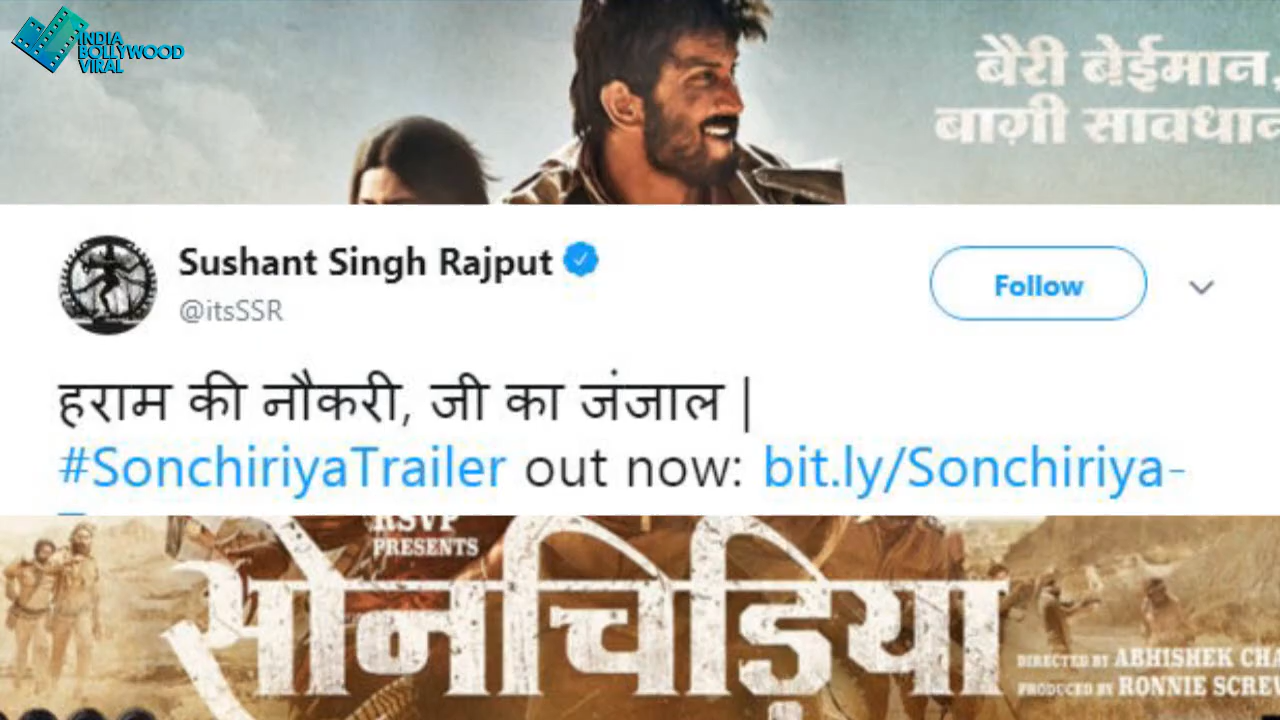 INDIA
BOLLYWOOD
VIRAL
बैरी बेईमान,
बाग़ी सावधान
Sushant Singh Rajput
@itsSSR
Follow
हराम की नौकरी, जी का जंजाल |
#SonchiriyaTrailer out now: bit.ly/Sonchiriya-
RSVP
PRESENTS
सोनचिड़िया
DIRECTED BY ABHISHEK CHA
PRODUCED BY RONNIE SCREW